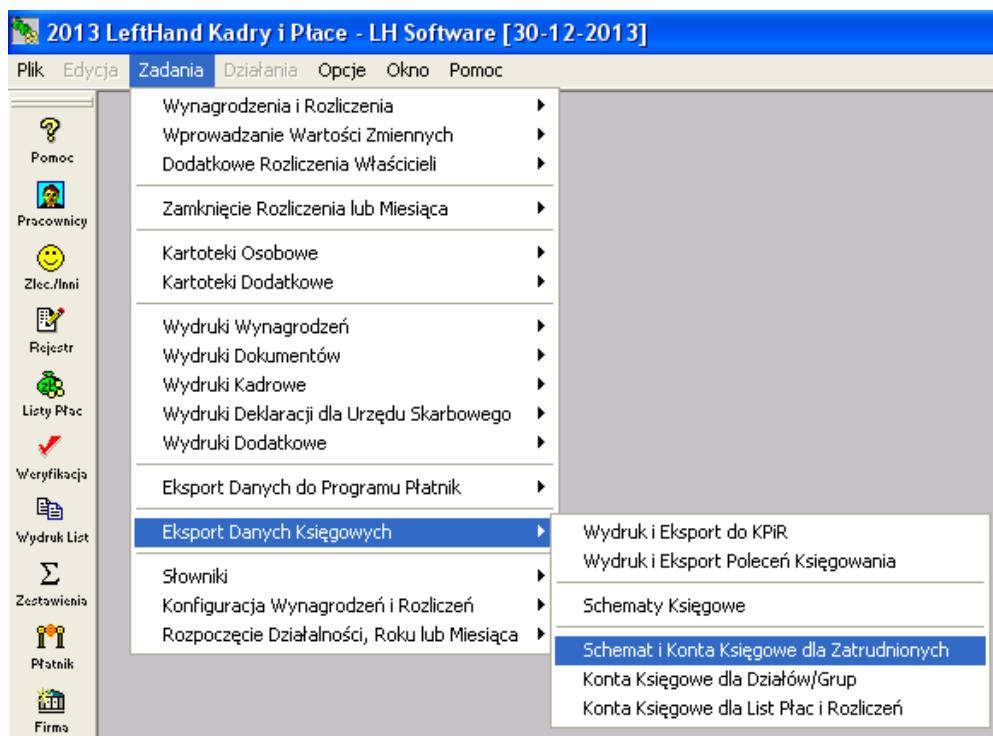 2013 LeftHand Kadry i Płace - LH Software [30-12-2013]
Plik Edycja Zadania Działania Opcje Okno Pomoc
Pomoc
Pracownicy
Zlec./Inni
Rejestr
Listy Płac
Weryfikacja
Wydruk List
Zestawienia
Płatnik
Firma
Wynagrodzenia i Rozliczenia
Wprowadzanie Wartości Zmiennych
Dodatkowe Rozliczenia Właścicieli
Zamknięcie Rozliczenia lub Miesiąca
Kartoteki Osobowe
Kartoteki Dodatkowe
Wydruki Wynagrodzeń
Wydruki Dokumentów
Wydruki Kadrowe
Wydruki Deklaracji dla Urzędu Skarbowego
Wydruki Dodatkowe
Eksport Danych do Programu Płatnik
Eksport Danych Księgowych
Słowniki
Konfiguracja Wynagrodzeń i Rozliczeń
Rozpoczęcie Działalności, Roku lub Miesiąca
Wydruk i Eksport do KPiR
Wydruk i Eksport Poleceń Księgowania
Schematy Księgowe
Schemat i Konta Księgowe dla Zatrudnionych
Konta Księgowe dla Działów/Grup
Konta Księgowe dla List Płac i Rozliczeń